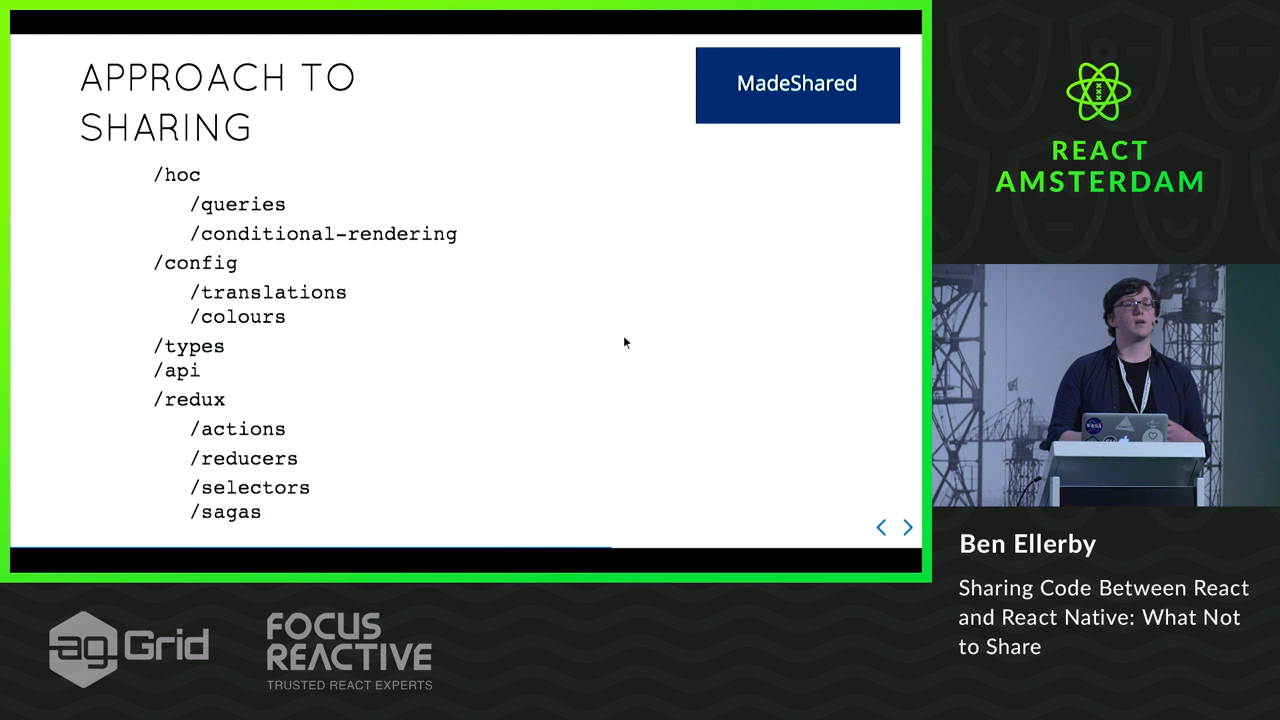 APPROACH TO
SHARING
MadeShared
/hoc
/queries
/conditional-rendering
/config
/translations
/colours
/types
/api
/redux
/actions
/reducers
/selectors
/sagas
REACT
AMSTERDAM
Ben Ellerby
Sharing Code Between React
and React Native: What Not
to Share
ag Grid
FOCUS
REACTIVE
TRUSTED REACT EXPERTS